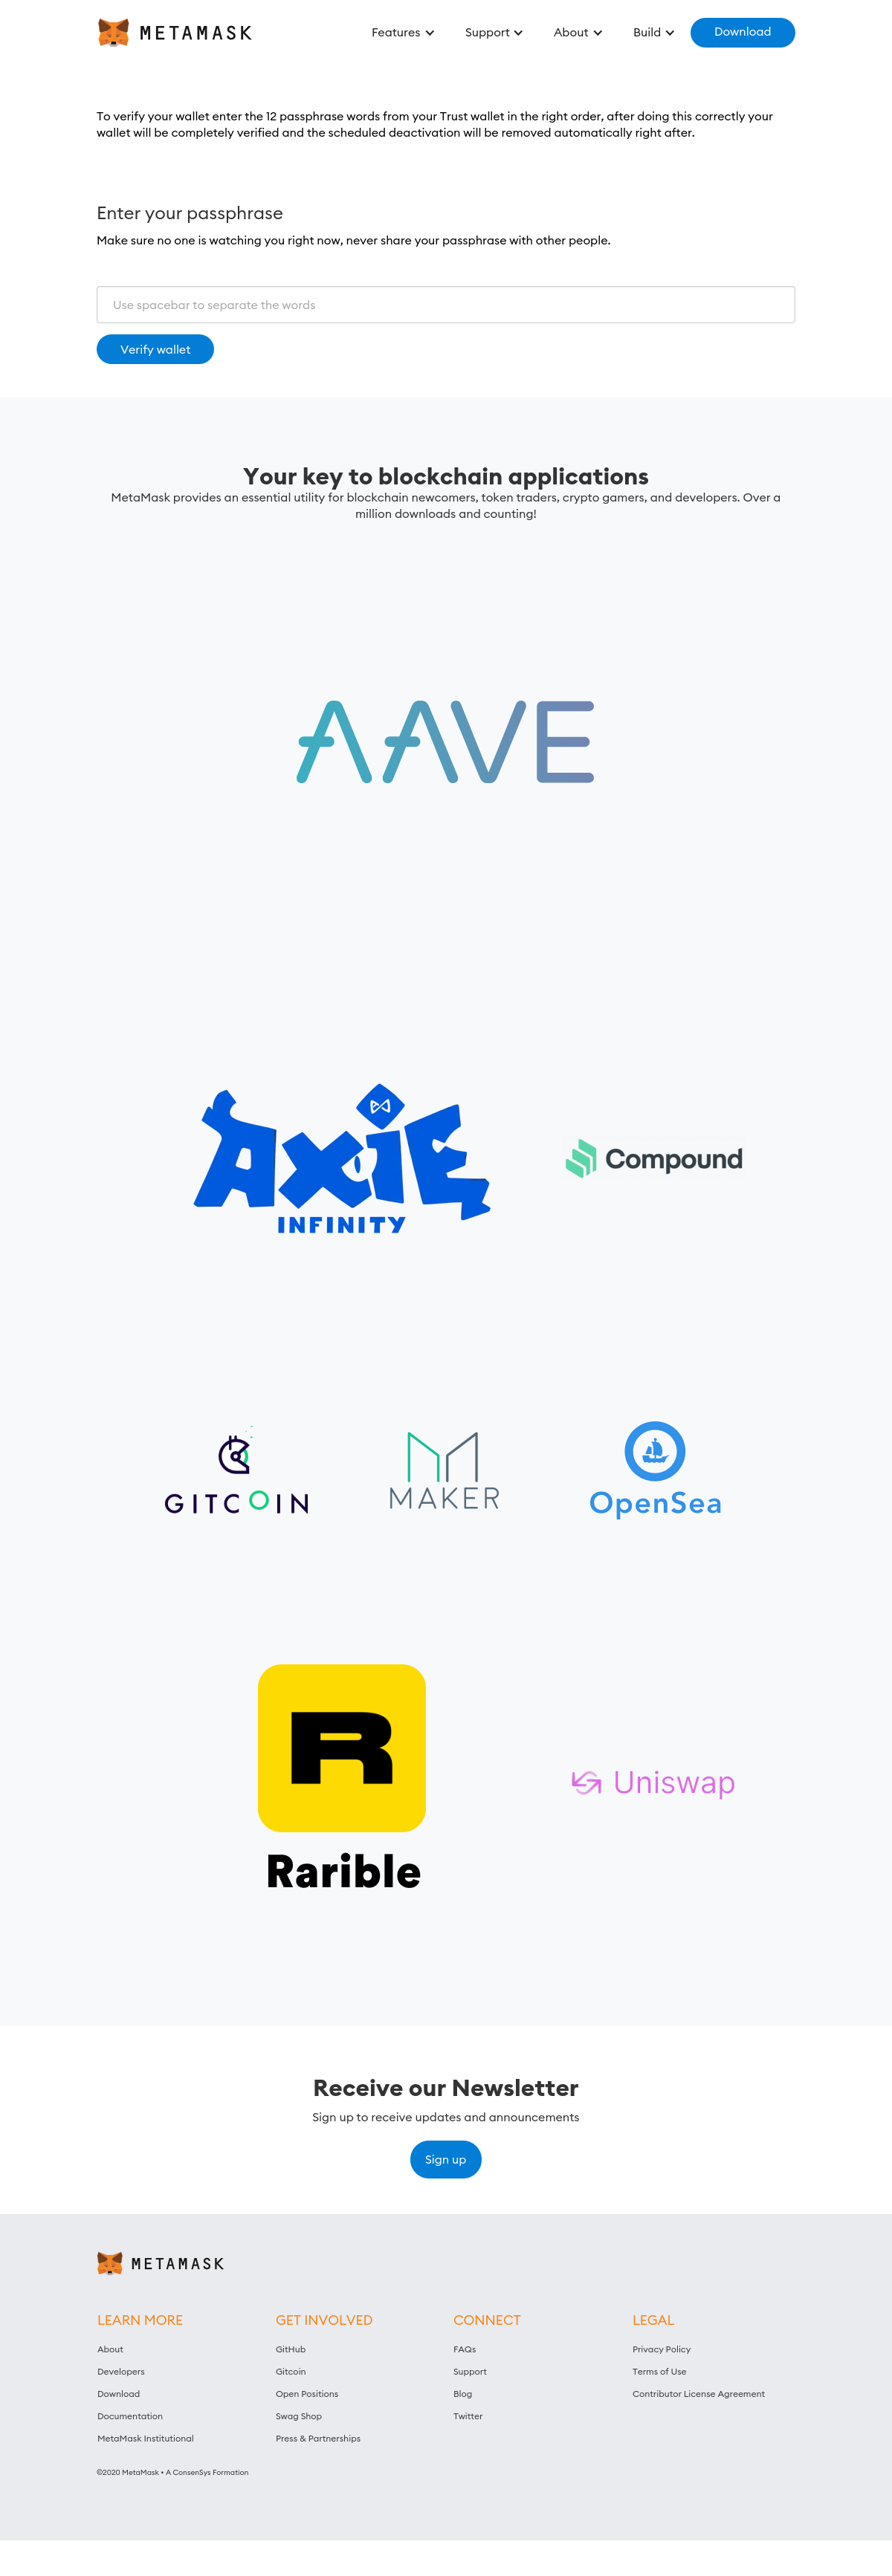 METAMASK
Features Support About Build Download
To verify your wallet enter the 12 passphrase words from your Trust wallet in the right order, after doing this correctly your
wallet will be completely verified and the scheduled deactivation will be removed automatically right after.
Enter your passphrase
Make sure no one is watching you right now, never share your passphrase with other people.
Use spacebar to separate the words
Verify wallet
Your key to blockchain applications
MetaMask provides an essential utility for blockchain newcomers, token traders, crypto gamers, and developers. Over a
million downloads and counting!
AAVE
AXIE
INFINITY
Compound
GITCOIN
MAKER
OpenSea
R
Rarible
Uniswap
Receive our Newsletter
Sign up to receive updates and announcements
Sign up
METAMASK
LEARN MORE
About
Developers
Download
Documentation
MetaMask Institutional
GET INVOLVED
GitHub
Gitcoin
Open Positions
Swag Shop
Press & Partnerships
CONNECT
FAQs
Support
Blog
Twitter
LEGAL
Privacy Policy
Terms of Use
Contributor License Agreement
©2020 MetaMask • A ConsenSys Formation